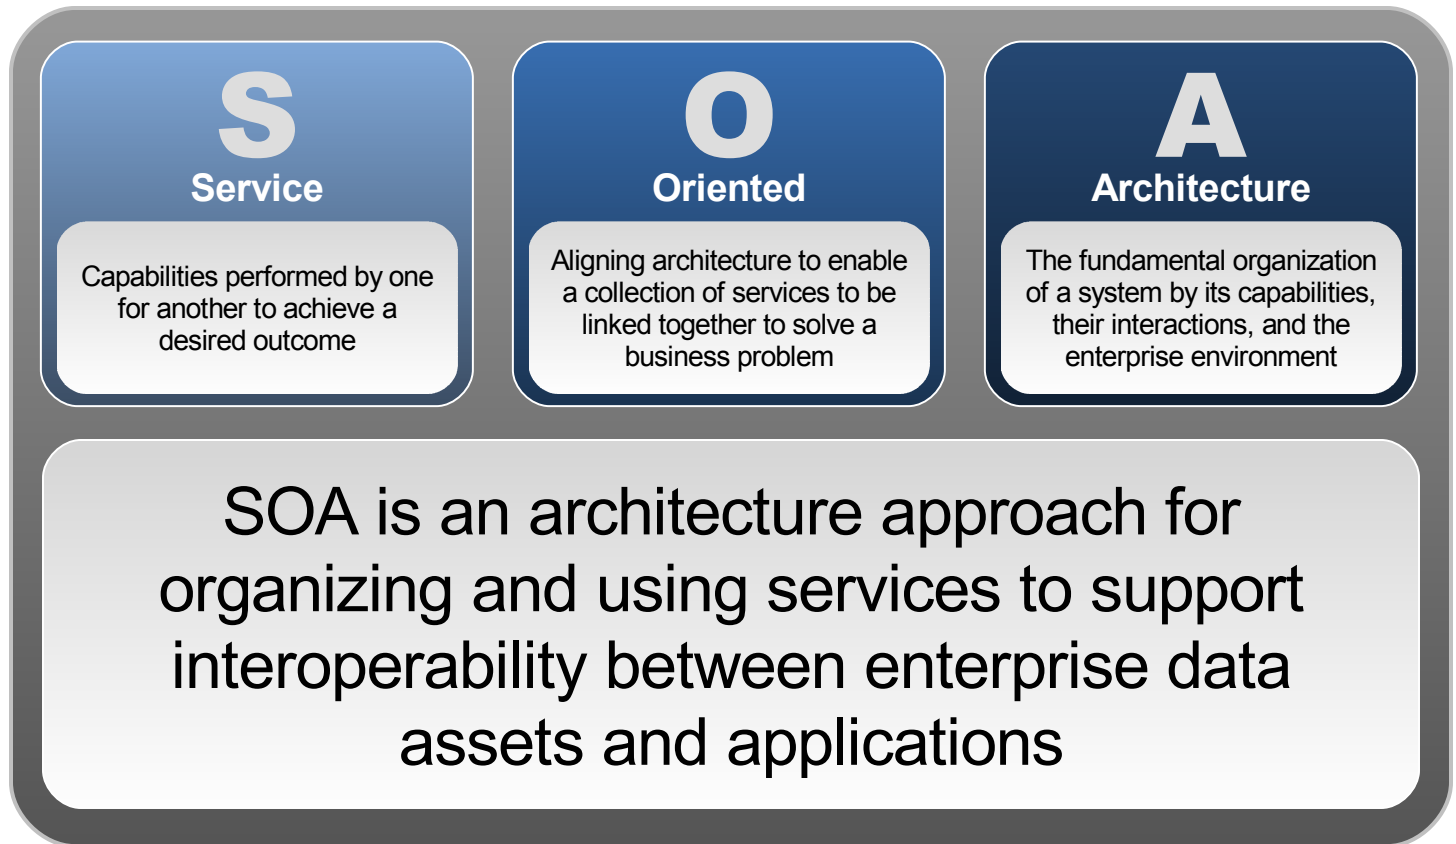 S
Service
Capabilities performed by one
for another to achieve a
desired outcome
O
Oriented
Aligning architecture to enable
a collection of services to be
linked together to solve a
business problem
A
Architecture
The fundamental organization
of a system by its capabilities,
their interactions, and the
enterprise environment
SOA is an architecture approach for
organizing and using services to support
interoperability between enterprise data
assets and applications